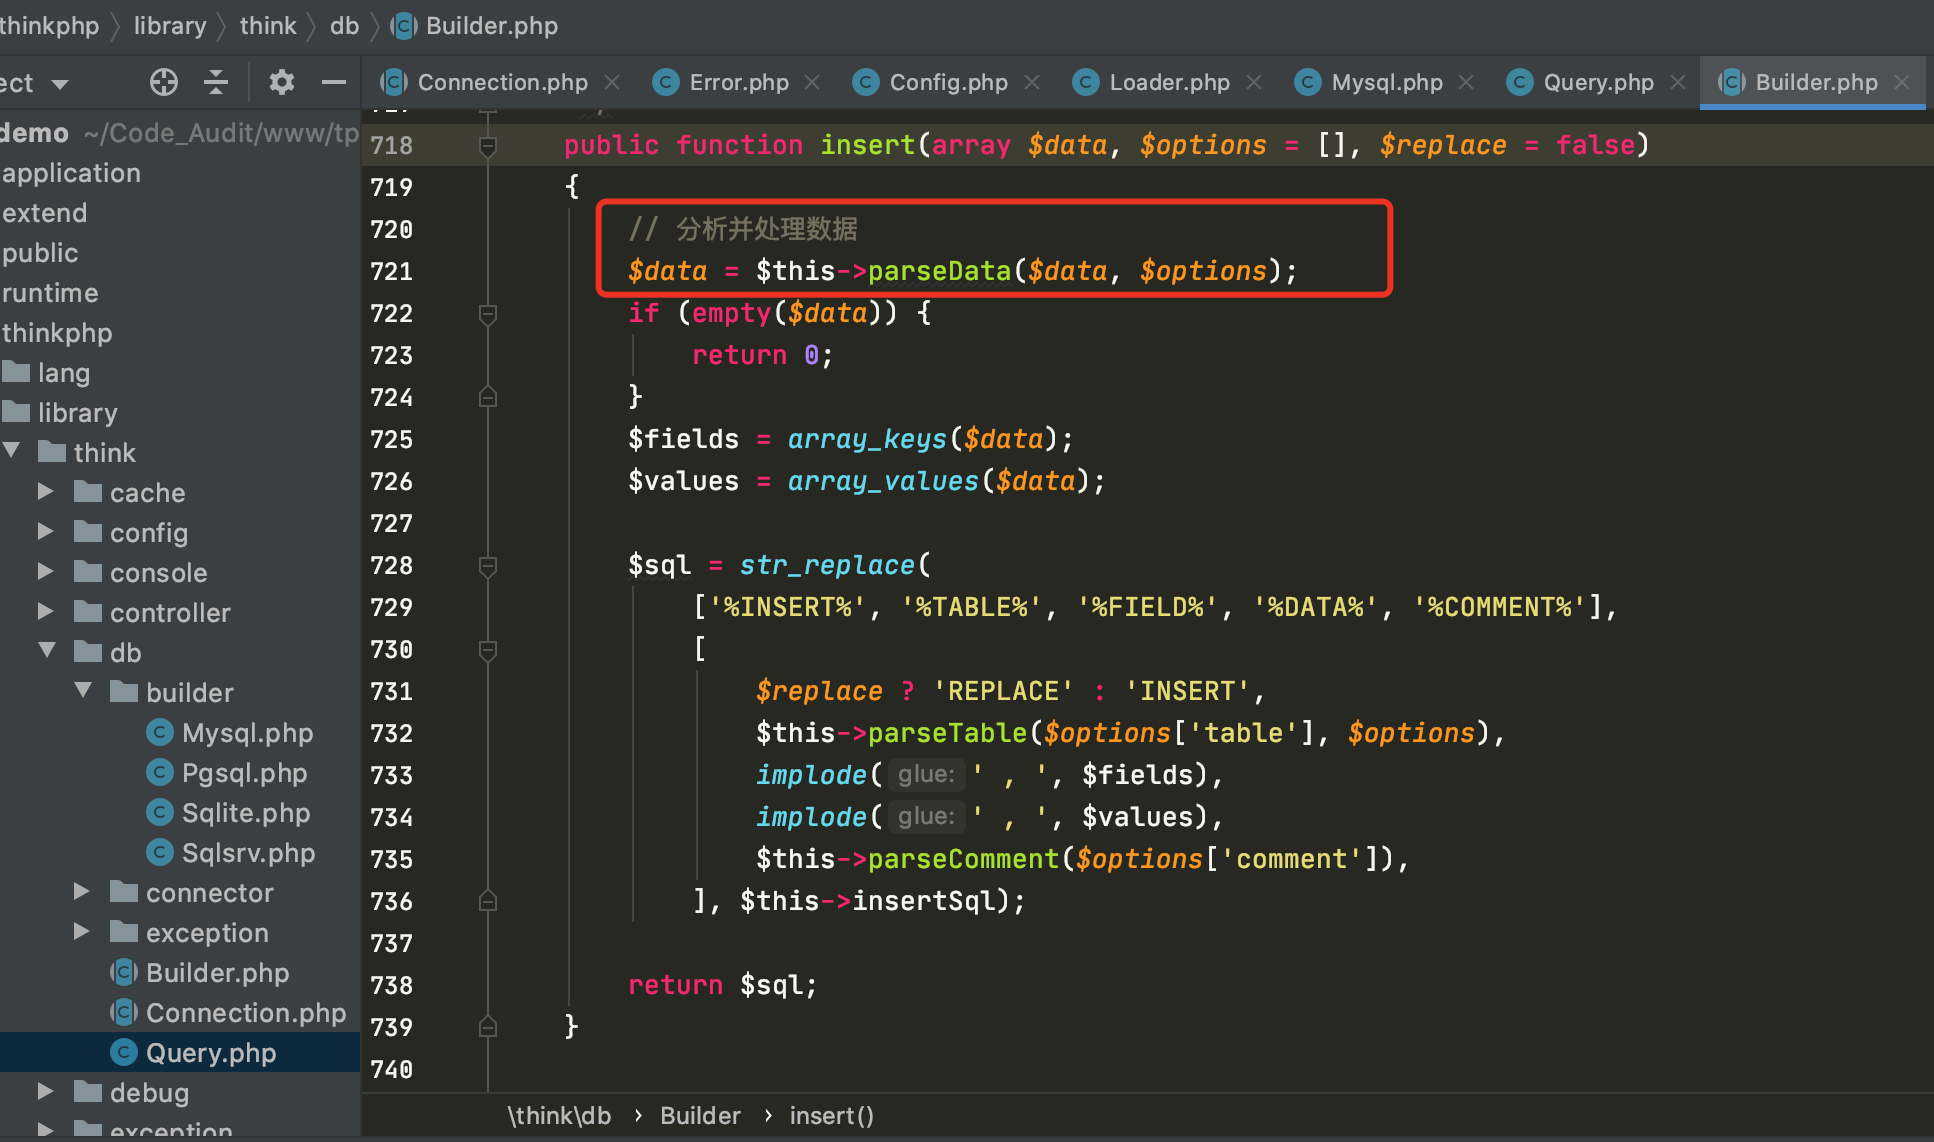 thinkphp library think db Builder.php
ect
Connection.php Error.php Config.php Loader.php Mysql.php Query.php Builder.php
demo ~/Code_Audit/www/tp
application
extend
public
runtime
thinkphp
lang
library
think
cache
config
console
controller
db
builder
Mysql.php
Pgsql.php
Sqlite.php
Sqlsrv.php
connector
exception
Builder.php
Connection.php
Query.php
debug
exception
718 public function insert(array $data, $options = [], $replace = false)
719 {
720 // 分析并处理数据
721 $data = $this->parseData($data, $options);
722 if (empty($data)) {
723 return 0;
724 }
725 $fields = array_keys($data);
726 $values = array_values($data);
727
728 $sql = str_replace(
729 ['%INSERT%', '%TABLE%', '%FIELD%', '%DATA%', '%COMMENT%'],
730 [
731 $replace ? 'REPLACE' : 'INSERT',
732 $this->parseTable($options['table'], $options),
733 implode( glue: ' , ', $fields),
734 implode( glue: ' , ', $values),
735 $this->parseComment($options['comment']),
736 ], $this->insertSql);
737
738 return $sql;
739 }
740
\think\db › Builder › insert()